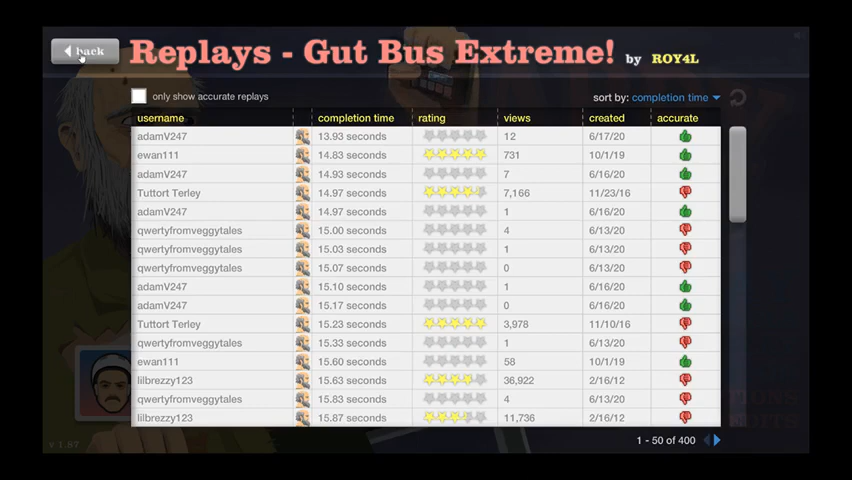 back
Replays - Gut Bus Extreme! by ROY4L
only show accurate replays
sort by: completion time
username completion time rating views created accurate
adamV247 13.93 seconds 12 6/17/20
ewan111 14.83 seconds 731 10/1/19
adamV247 14.93 seconds 7 6/16/20
Tuttort Terley 14.97 seconds 7,166 11/23/16
adamV247 14.97 seconds 1 6/16/20
qwertyfromveggytales 15.00 seconds 4 6/13/20
qwertyfromveggytales 15.03 seconds 1 6/13/20
qwertyfromveggytales 15.07 seconds 0 6/13/20
adamV247 15.10 seconds 1 6/16/20
adamV247 15.17 seconds 0 6/16/20
Tuttort Terley 15.23 seconds 3,978 11/10/16
qwertyfromveggytales 15.33 seconds 1 6/13/20
ewan111 15.60 seconds 58 10/1/19
lilbrezzy123 15.63 seconds 36,922 2/16/12
qwertyfromveggytales 15.83 seconds 4 6/13/20
lilbrezzy123 15.87 seconds 11,736 2/16/12
1 - 50 of 400
v 1.87